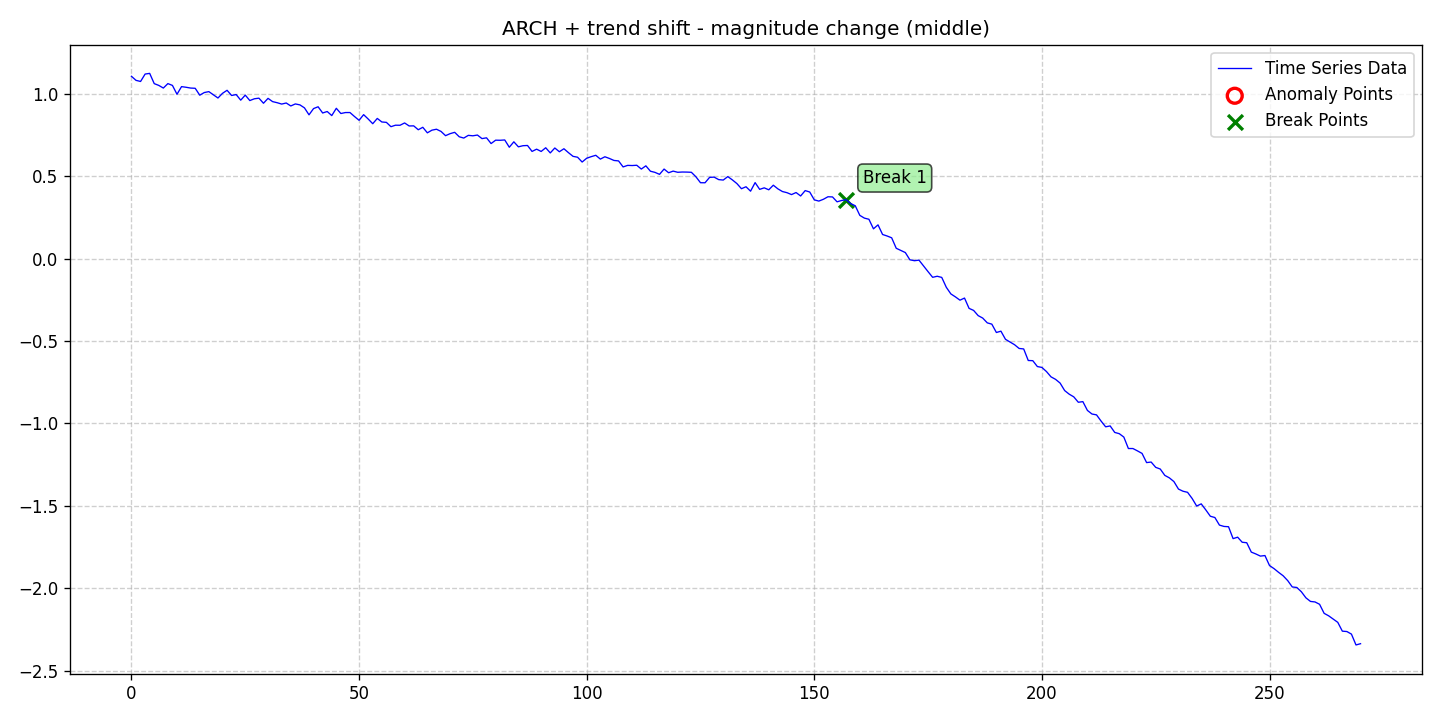 ARCH + trend shift - magnitude change (middle)
Time Series Data
Anomaly Points
Break Points
Break 1
1.0
0.5
0.0
−0.5
−1.0
−1.5
−2.0
−2.5
0
50
100
150
200
250